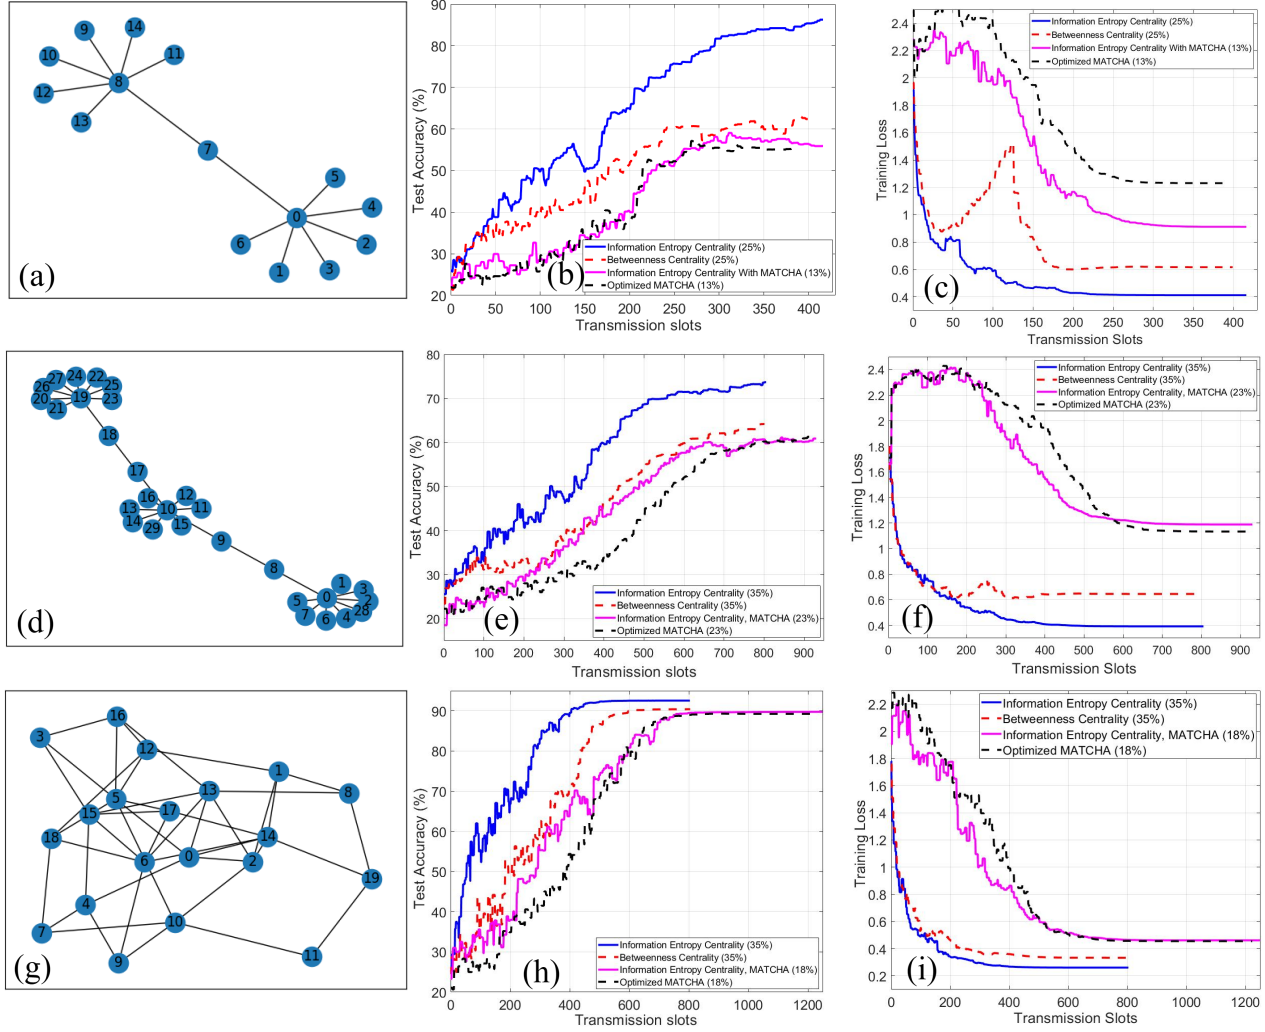 9
14
10
11
8
12
13
7
5
4
0
6
2
1
3
(a)
90
80
70
60
50
40
30
20
Test Accuracy (%)
Information Entropy Centrality (25%)
Betweenness Centrality (25%)
Information Entropy Centrality With MATCHA (13%)
Optimized MATCHA (13%)
(b)
0 50 100 150 200 250 300 350 400
Transmission slots
2.4
2.2
2
1.8
1.6
1.4
1.2
1
0.8
0.6
0.4
Training Loss
Information Entropy Centrality (25%)
Betweenness Centrality (25%)
Information Entropy Centrality With MATCHA (13%)
Optimized MATCHA (13%)
(c)
0 50 100 150 200 250 300 350 400
Transmission Slots
27 24 22
26 25
20 19 23
21
18
17
16 12
13 10 11
14 29 15
9
8
1
3
5 0 2
28
7 6 4
(d)
80
70
60
50
40
30
20
Test Accuracy (%)
Information Entropy Centrality (35%)
Betweenness Centrality (35%)
Information Entropy Centrality, MATCHA (23%)
Optimized MATCHA (23%)
(e)
0 100 200 300 400 500 600 700 800 900
Transmission slots
2.4
2.2
2
1.8
1.6
1.4
1.2
1
0.8
0.6
0.4
Training Loss
Information Entropy Centrality (35%)
Betweenness Centrality (35%)
Information Entropy Centrality, MATCHA (23%)
Optimized MATCHA (23%)
(f)
0 100 200 300 400 500 600 700 800 900
Transmission Slots
16
3
12
1
13
8
5
15 17
18 14
0
6 2
19
4
10
7
11
9
(g)
90
80
70
60
50
40
30
20
Test Accuracy (%)
Information Entropy Centrality (35%)
Betweenness Centrality (35%)
Information Entropy Centrality, MATCHA (18%)
Optimized MATCHA (18%)
(h)
0 200 400 600 800 1000 1200
Transmission slots
2.2
2
1.8
1.6
1.4
1.2
1
0.8
0.6
0.4
0.2
Training Loss
Information Entropy Centrality (35%)
Betweenness Centrality (35%)
Information Entropy Centrality, MATCHA (18%)
Optimized MATCHA (18%)
(i)
0 200 400 600 800 1000 1200
Transmission Slots